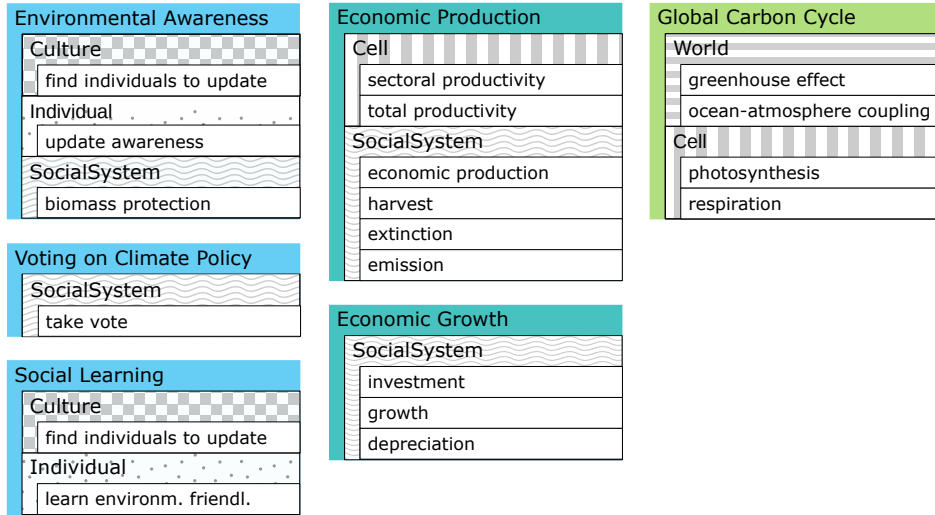 Environmental Awareness
Culture
find individuals to update
Individual
update awareness
SocialSystem
biomass protection
Voting on Climate Policy
SocialSystem
take vote
Social Learning
Culture
find individuals to update
Individual
learn environm. friendl.
Economic Production
Cell
sectoral productivity
total productivity
SocialSystem
economic production
harvest
extinction
emission
Economic Growth
SocialSystem
investment
growth
depreciation
Global Carbon Cycle
World
greenhouse effect
ocean-atmosphere coupling
Cell
photosynthesis
respiration